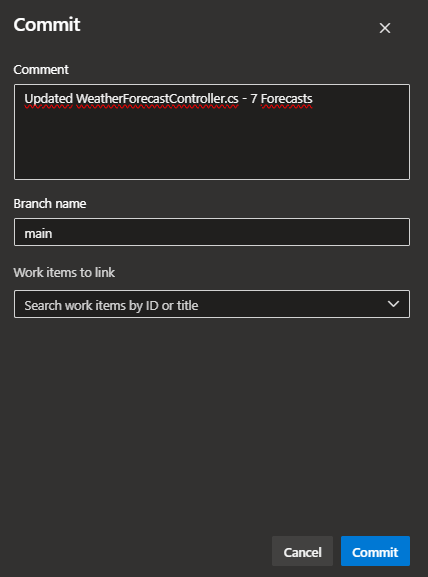 Commit
Comment
Updated WeatherForecastController.cs - 7 Forecasts
Branch name
main
Work items to link
Search work items by ID or title
Cancel
Commit